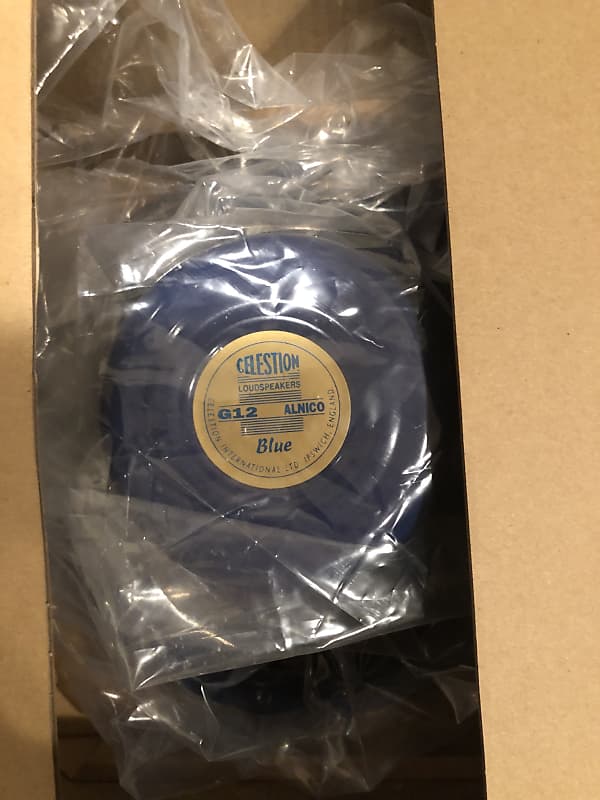 CELESTION
LOUDSPEAKERS
G12 ALNICO
Blue
CELESTION INTERNATIONAL LTD IPSWICH, ENGLAND